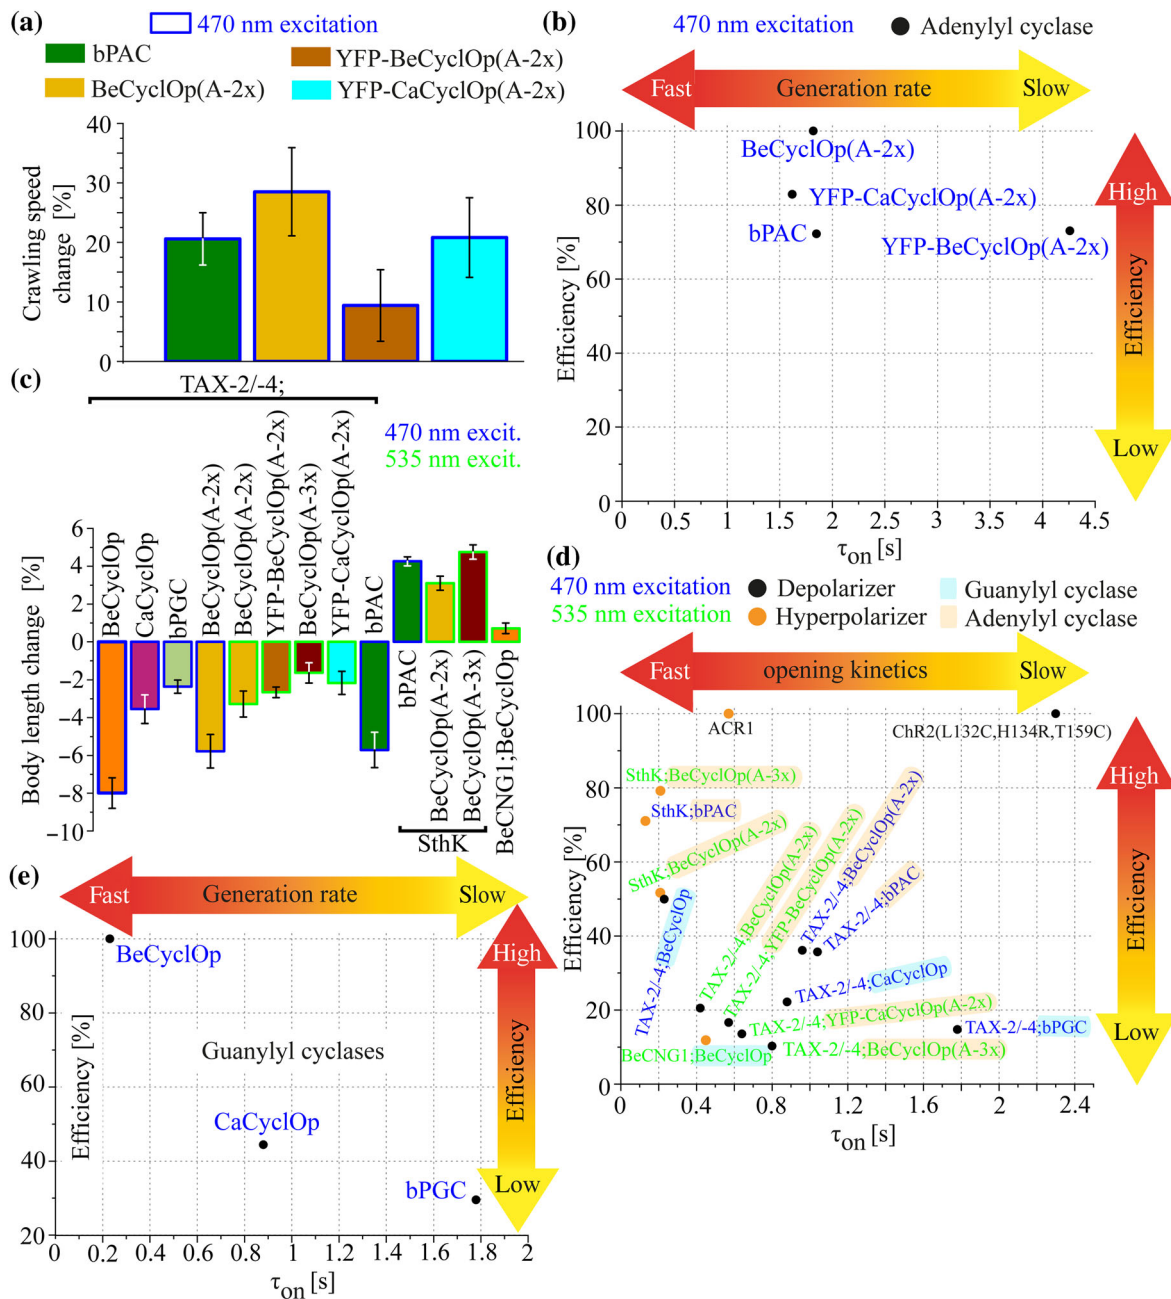 (a)
470 nm excitation
bPAC
YFP-BeCyclOp(A-2x)
BeCyclOp(A-2x)
YFP-CaCyclOp(A-2x)
Crawling speed
change [%]
40
30
20
10
0
(b)
470 nm excitation
Adenylyl cyclase
Fast
Generation rate
Slow
Efficiency [%]
100
80
60
40
20
0
BeCyclOp(A-2x)
YFP-CaCyclOp(A-2x)
bPAC
YFP-BeCyclOp(A-2x)
High
Efficiency
Low
0 0.5 1 1.5 2 2.5 3 3.5 4 4.5
τon [s]
(c)
TAX-2/-4;
470 nm excit.
535 nm excit.
Body length change [%]
6
4
2
0
−2
−4
−6
−8
−10
BeCyclOp
CaCyclOp
bPGC
BeCyclOp(A-2x)
BeCyclOp(A-2x)
YFP-BeCyclOp(A-2x)
BeCyclOp(A-3x)
YFP-CaCyclOp(A-2x)
bPAC
bPAC
BeCyclOp(A-2x)
BeCyclOp(A-3x)
BeCNG1;BeCyclOp
SthK
(d)
470 nm excitation
535 nm excitation
Depolarizer
Hyperpolarizer
Guanylyl cyclase
Adenylyl cyclase
Fast
opening kinetics
Slow
Efficiency [%]
100
80
60
40
20
0
ACR1
ChR2(L132C,H134R,T159C)
SthK;BeCyclOp(A-3x)
SthK;bPAC
SthK;BeCyclOp(A-2x)
TAX-2/-4;BeCyclOp
TAX-2/-4;BeCyclOp(A-2x)
TAX-2/-4;YFP-BeCyclOp(A-2x)
TAX-2/-4;BeCyclOp(A-2x)
TAX-2/-4;bPAC
TAX-2/-4;CaCyclOp
TAX-2/-4;YFP-CaCyclOp(A-2x)
TAX-2/-4;bPGC
BeCNG1;BeCyclOp
TAX-2/-4;BeCyclOp(A-3x)
High
Efficiency
Low
0 0.4 0.8 1.2 1.6 2 2.4
τon [s]
(e)
Fast
Generation rate
Slow
Efficiency [%]
100
80
60
40
20
BeCyclOp
Guanylyl cyclases
CaCyclOp
bPGC
High
Efficiency
Low
0 0.2 0.4 0.6 0.8 1 1.2 1.4 1.6 1.8 2
τon [s]